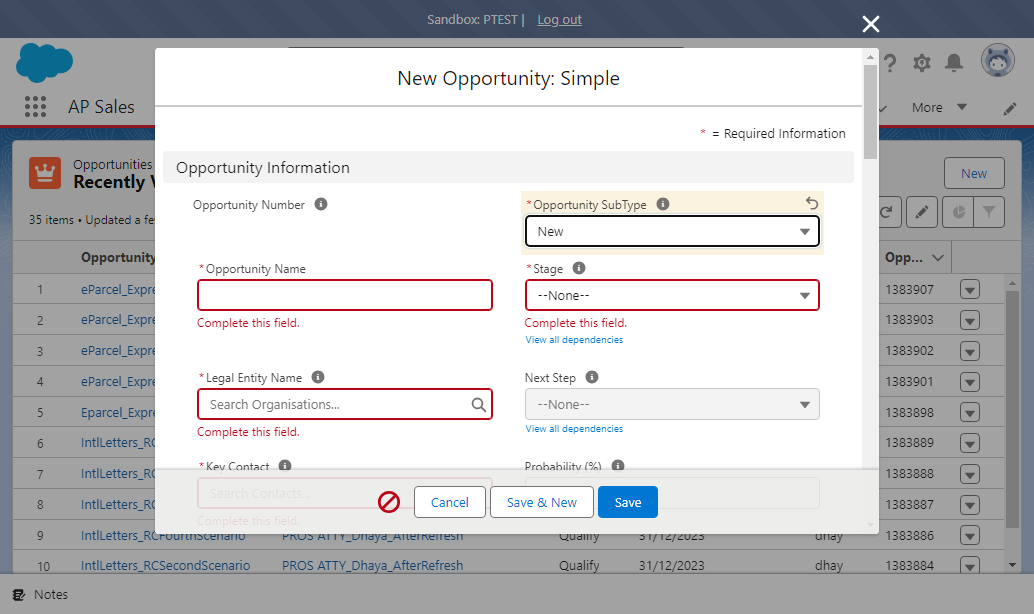 Sandbox: PTEST | Log out
New Opportunity: Simple
AP Sales
More
* = Required Information
Opportunities
Recently V
New
35 items • Updated a fe
Opportunity Information
Opportunity Number
*Opportunity SubType
New
Opportunity
Opp...
*Opportunity Name
*Stage
--None--
Complete this field.
Complete this field.
View all dependencies
*Legal Entity Name
Next Step
Search Organisations...
--None--
Complete this field.
View all dependencies
*Key Contact
Probability (%)
Search Contacts...
Complete this field.
Cancel
Save & New
Save
1 eParcel_Expre 1383907
2 eParcel_Expre 1383903
3 eParcel_Expre 1383902
4 eParcel_Expre 1383901
5 Eparcel_Expre 1383898
6 IntlLetters_RC 1383889
7 IntlLetters_RC 1383888
8 IntlLetters_RC 1383887
9 IntlLetters_RCFourthScenario PROS ATTY_Dhaya_AfterRefresh Qualify 31/12/2023 dhay 1383886
10 IntlLetters_RCSecondScenario PROS ATTY_Dhaya_AfterRefresh Qualify 31/12/2023 dhay 1383884
Notes